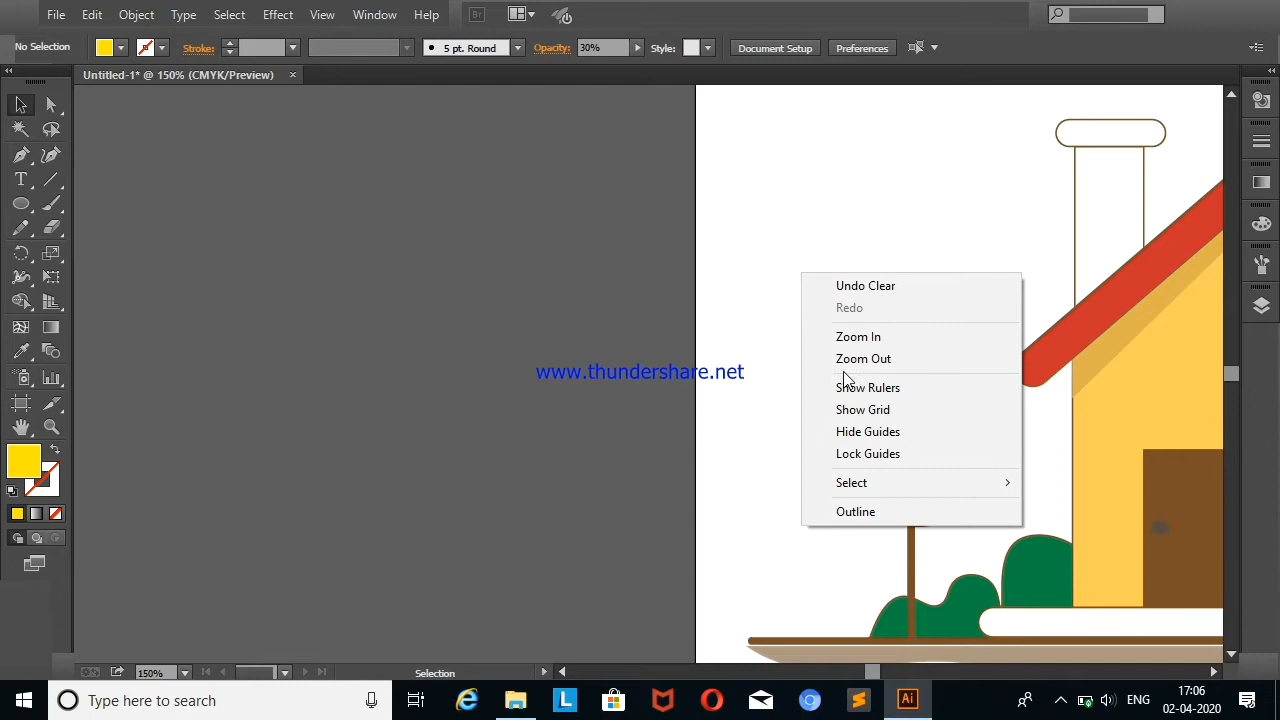 File Edit Object Type Select Effect View Window Help Br
No Selection Stroke: 5 pt. Round Opacity: 30% Style: Document Setup Preferences
Untitled-1* @ 150% (CMYK/Preview) ×
Undo Clear
Redo
Zoom In
Zoom Out
www.thundershare.net
Show Rulers
Show Grid
Hide Guides
Lock Guides
Select
Outline
150% Selection
Type here to search L Ai ENG 17:06
02-04-2020